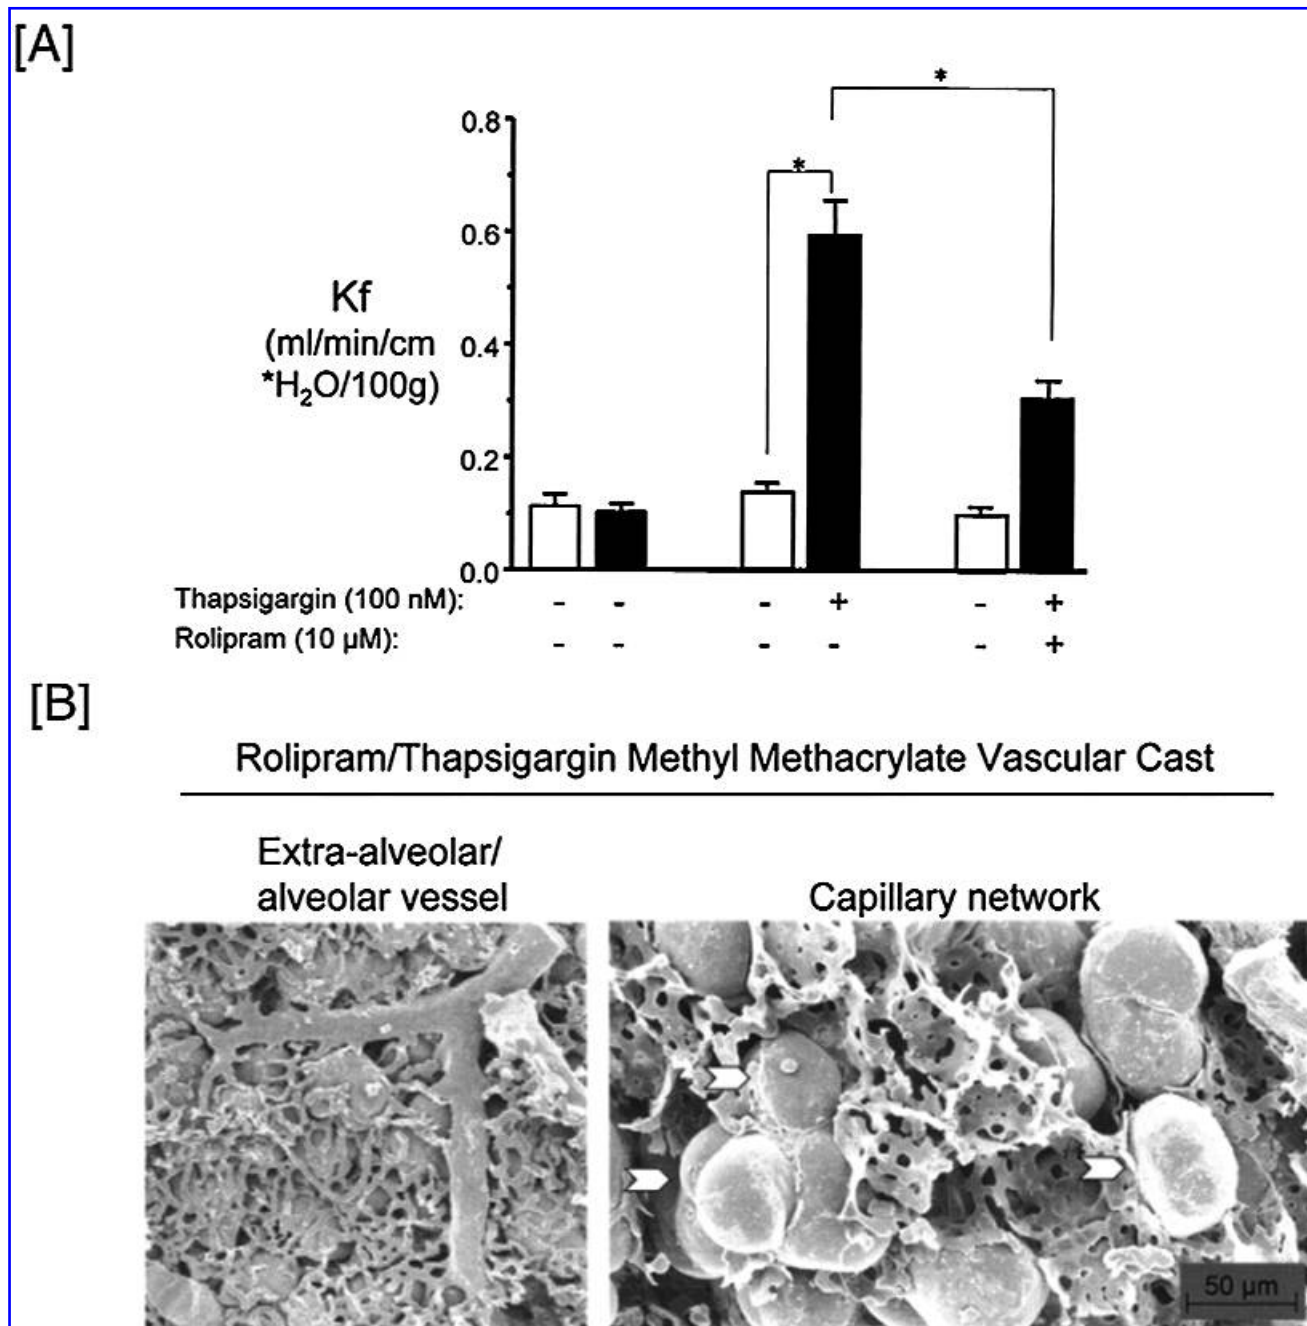 [A]
*
0.8
*
0.6
Kf
(ml/min/cm
0.4
*H₂O/100g)
0.2
0.0
Thapsigargin (100 nM): - - - + - +
Rolipram (10 µM): - - - - - +
[B]
Rolipram/Thapsigargin Methyl Methacrylate Vascular Cast
Extra-alveolar/
alveolar vessel
Capillary network
50 µm